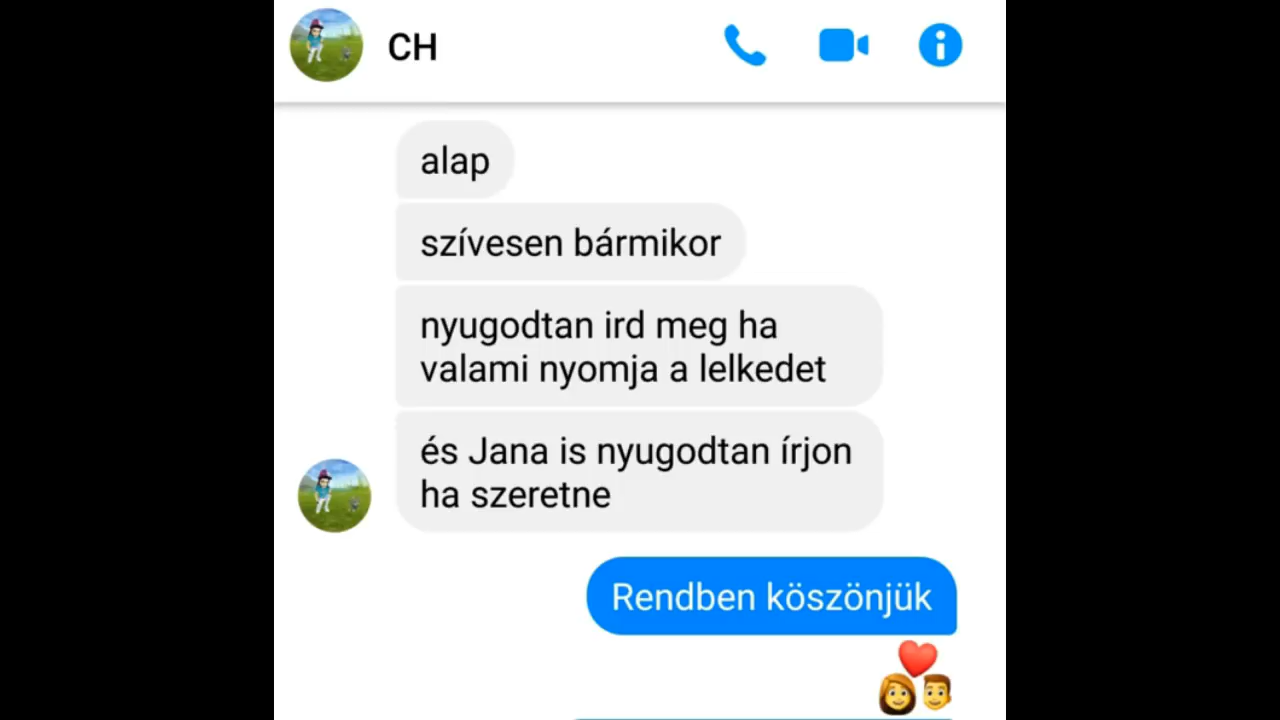 CH
alap
szívesen bármikor
nyugodtan ird meg ha
valami nyomja a lelkedet
és Jana is nyugodtan írjon
ha szeretne
Rendben köszönjük